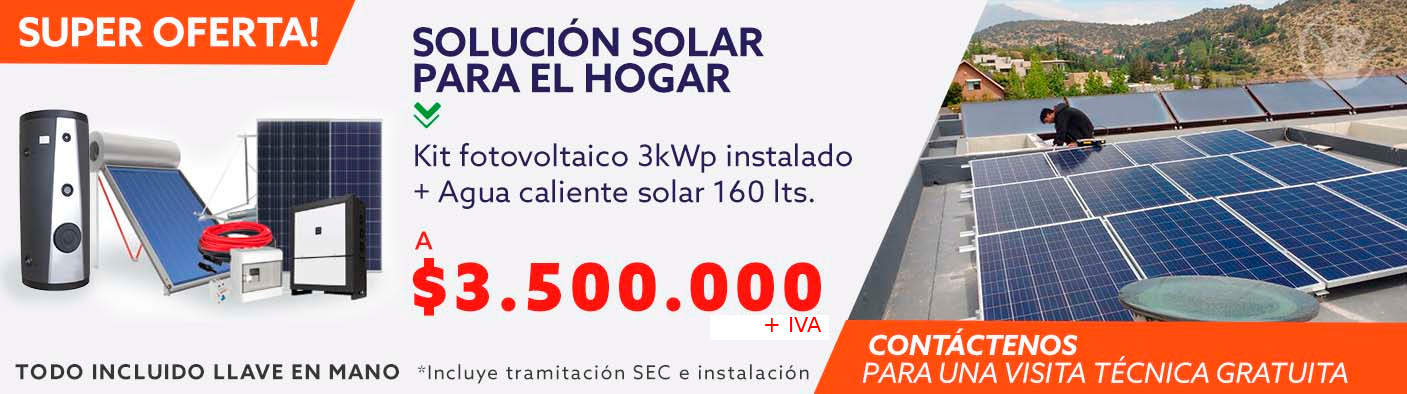 SUPER OFERTA!
SOLUCIÓN SOLAR
PARA EL HOGAR
Kit fotovoltaico 3kWp instalado
+ Agua caliente solar 160 lts.
A
$3.500.000
+ IVA
TODO INCLUIDO LLAVE EN MANO *Incluye tramitación SEC e instalación
CONTÁCTENOS
PARA UNA VISITA TÉCNICA GRATUITA